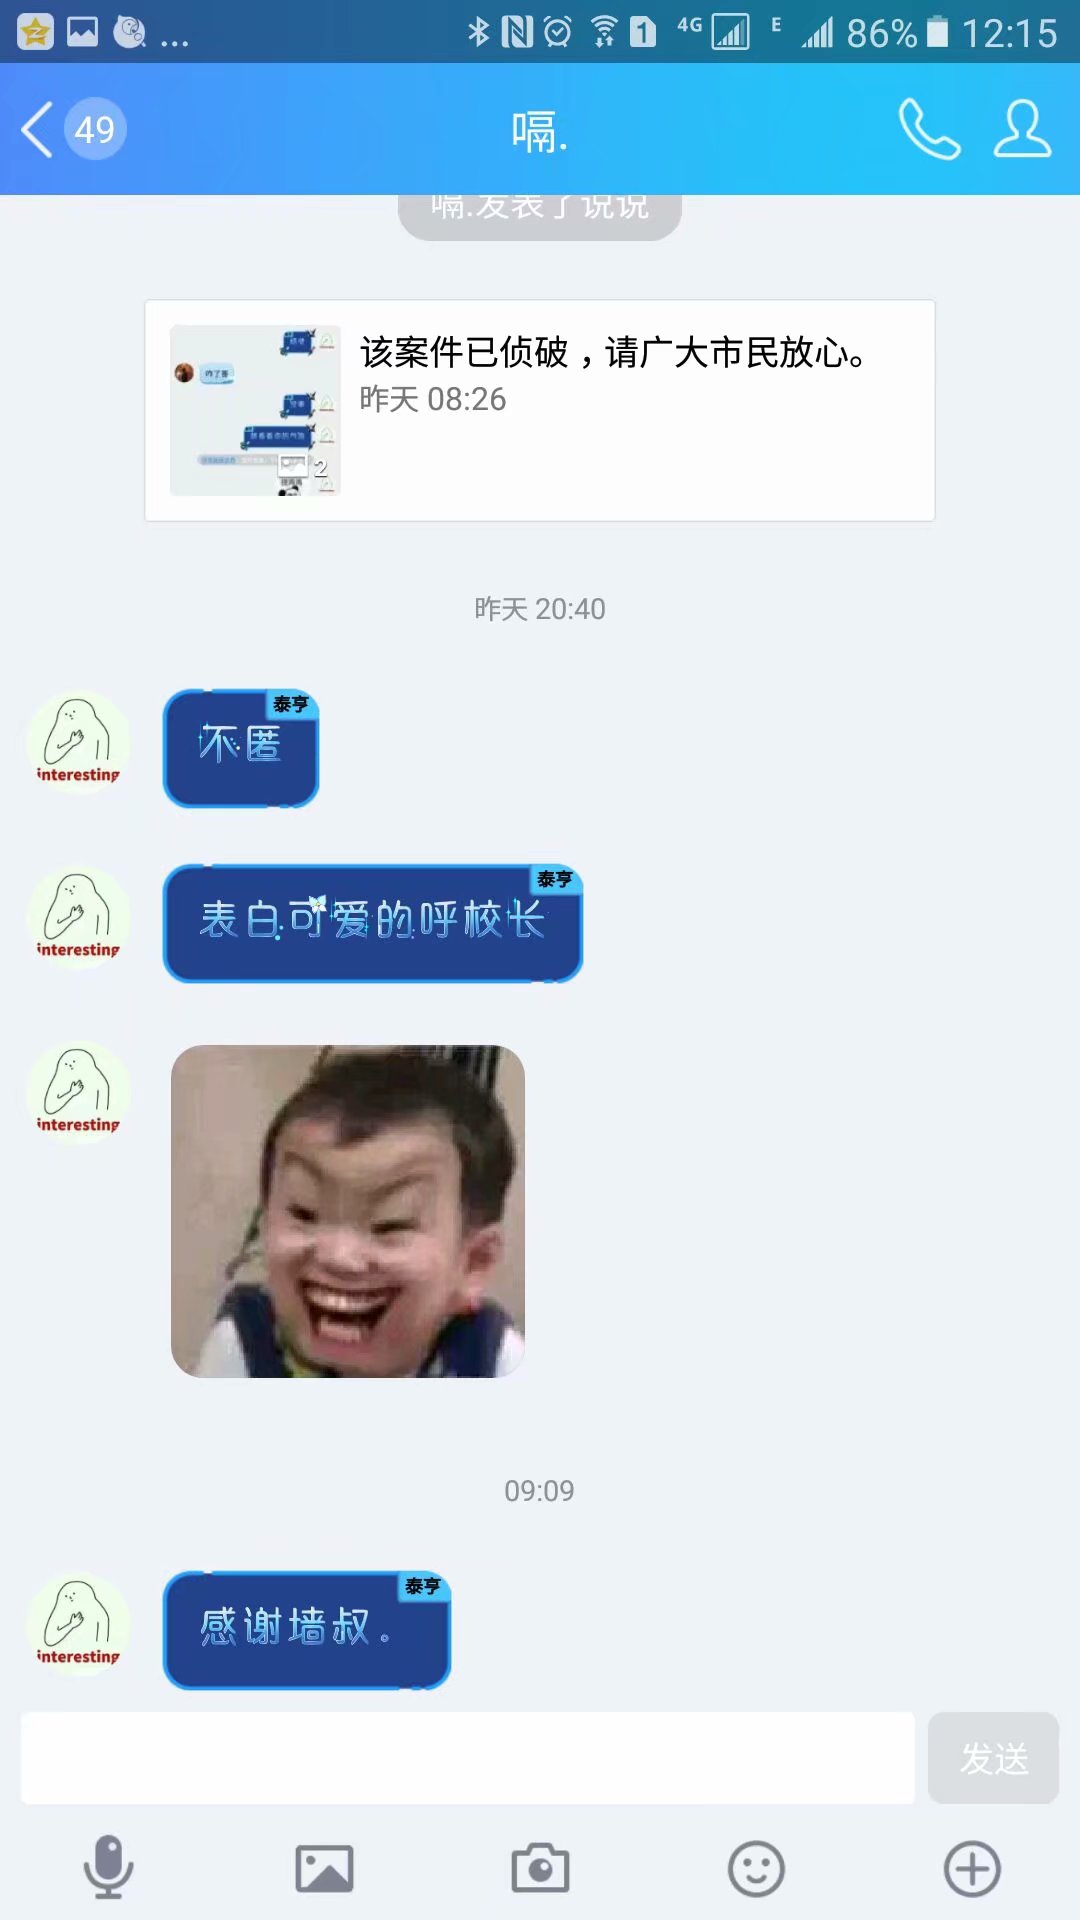 4G
E
86%
12:15
49
嗝.
嗝.发表了说说
该案件已侦破，请广大市民放心。
昨天 08:26
2
昨天 20:40
泰亨
不匿
interesting
泰亨
表白可爱的呼校长
interesting
interesting
09:09
泰亨
感谢墙叔。
interesting
发送